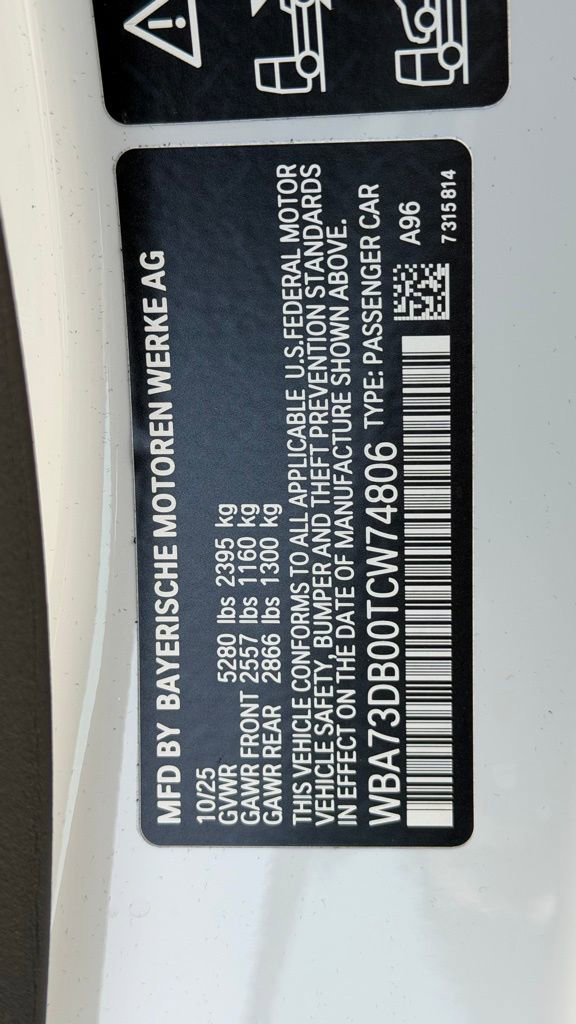 MFD BY BAYERISCHE MOTOREN WERKE AG
10/25
GVWR 5280 lbs 2395 kg
GAWR FRONT 2557 lbs 1160 kg
GAWR REAR 2866 lbs 1300 kg
THIS VEHICLE CONFORMS TO ALL APPLICABLE U.S.FEDERAL MOTOR
VEHICLE SAFETY, BUMPER AND THEFT PREVENTION STANDARDS
IN EFFECT ON THE DATE OF MANUFACTURE SHOWN ABOVE.
WBA73DB00TCW74806 TYPE: PASSENGER CAR
A96
7315814